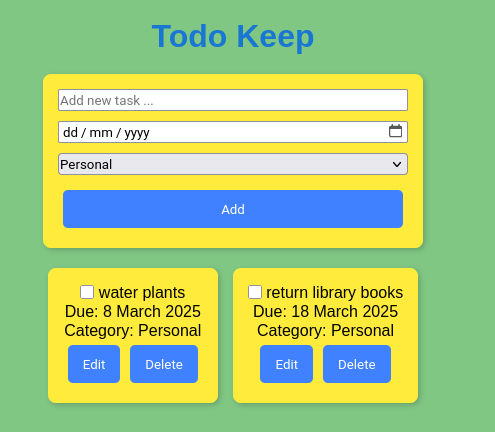 Todo Keep
Add new task ...
dd / mm / yyyy
Personal
Add
water plants
Due: 8 March 2025
Category: Personal
Edit Delete
return library books
Due: 18 March 2025
Category: Personal
Edit Delete